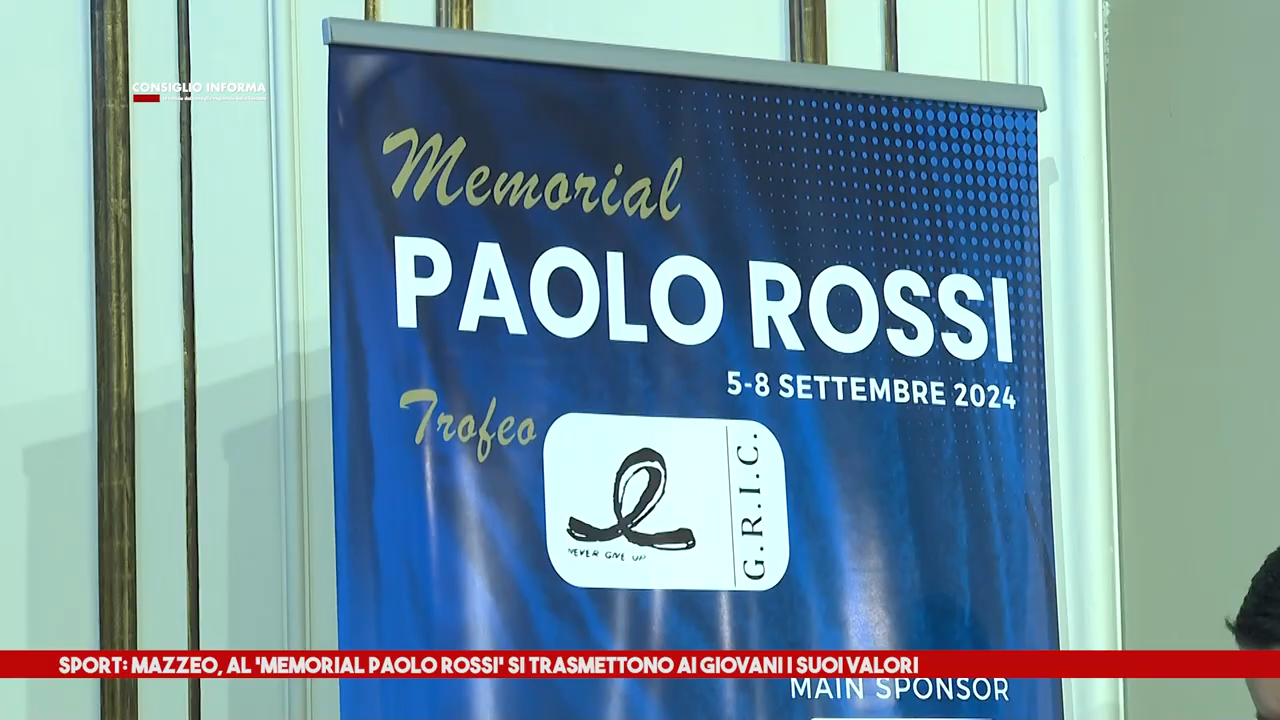 CONSIGLIO INFORMA
Memorial
PAOLO ROSSI
5-8 SETTEMBRE 2024
Trofeo
NEVER GIVE UP
G.R.I.C.
SPORT: MAZZEO, AL 'MEMORIAL PAOLO ROSSI' SI TRASMETTONO AI GIOVANI I SUOI VALORI
MAIN SPONSOR